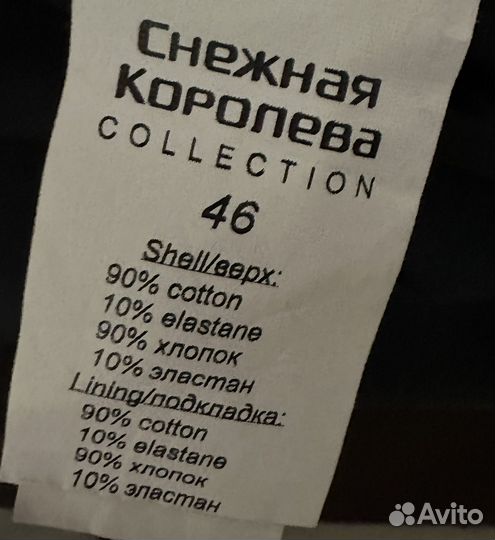 Снежная
Королева
COLLECTION
46
Shell/верх:
90% cotton
10% elastane
90% хлопок
10% эластан
Lining/подкладка:
90% cotton
10% elastane
90% хлопок
10% эластан
Avito